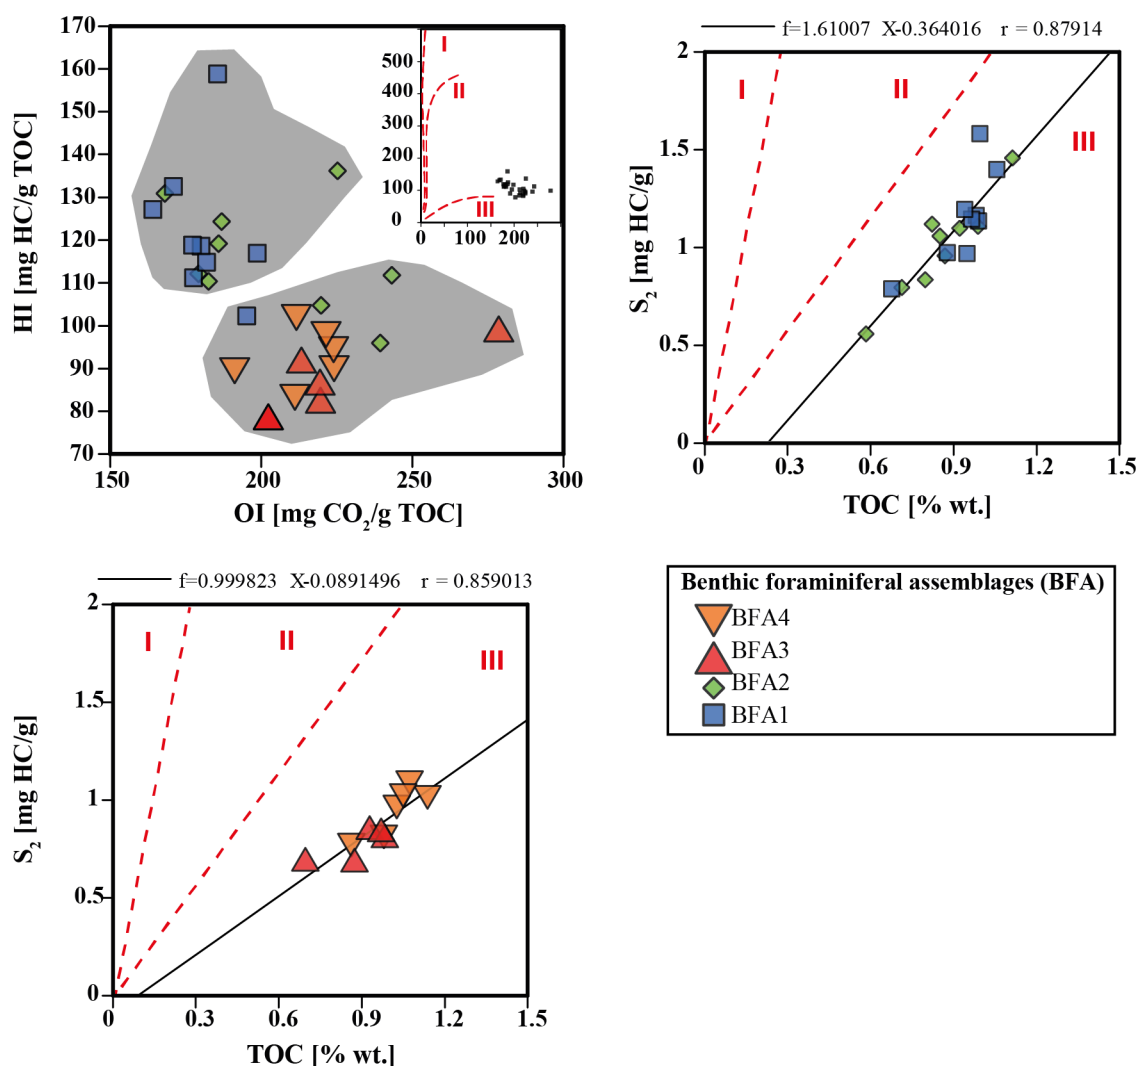 170
160
150
140
130
120
110
100
90
80
70
HI [mg HC/g TOC]
150
200
250
300
OI [mg CO2/g TOC]
500
400
300
200
100
0
0
100
200
I
II
III
f=1.61007 X-0.364016 r = 0.87914
2
1.5
1
0.5
0
S2 [mg HC/g]
I
II
III
0
0.3
0.6
0.9
1.2
1.5
TOC [% wt.]
f=0.999823 X-0.0891496 r = 0.859013
2
1.5
1
0.5
0
S2 [mg HC/g]
I
II
III
0
0.3
0.6
0.9
1.2
1.5
TOC [% wt.]
Benthic foraminiferal assemblages (BFA)
BFA4
BFA3
BFA2
BFA1